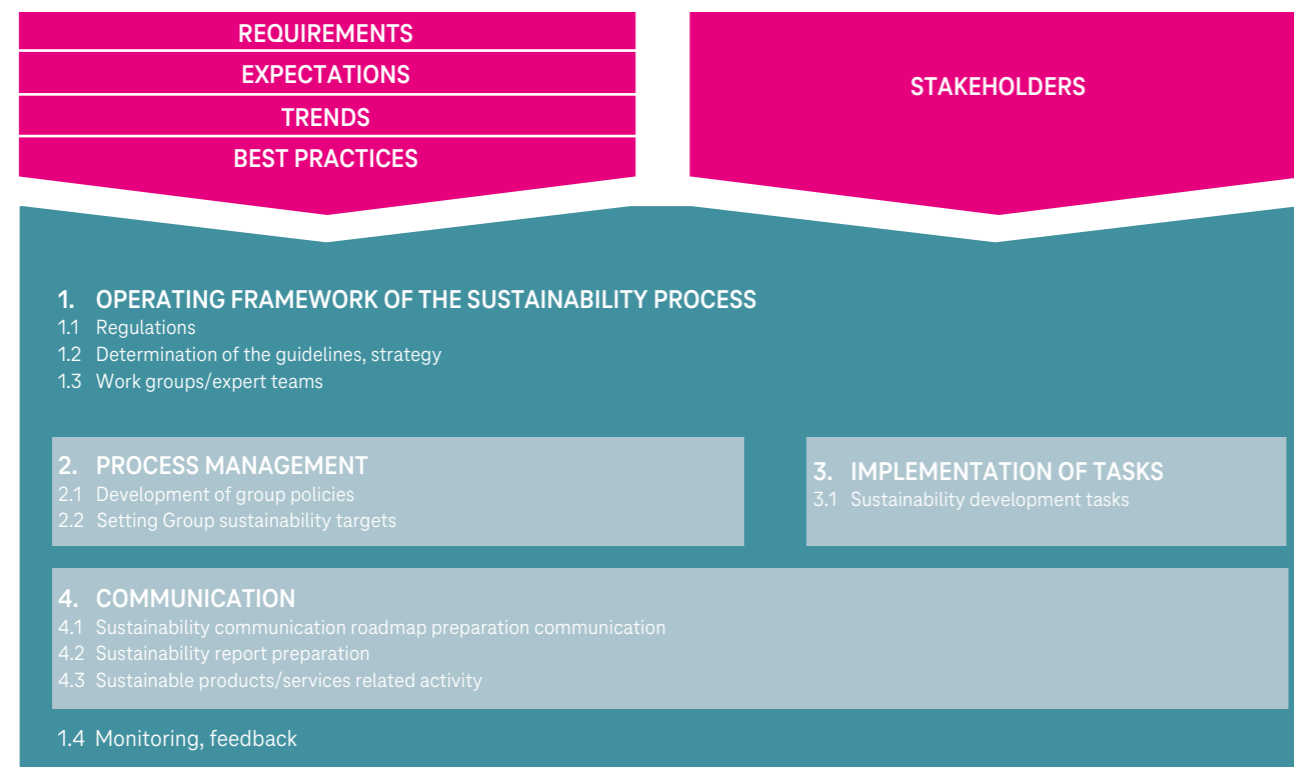 REQUIREMENTS
EXPECTATIONS
TRENDS
BEST PRACTICES
STAKEHOLDERS
1. OPERATING FRAMEWORK OF THE SUSTAINABILITY PROCESS
1.1 Regulations
1.2 Determination of the guidelines, strategy
1.3 Work groups/expert teams
2. PROCESS MANAGEMENT
2.1 Development of group policies
2.2 Setting Group sustainability targets
3. IMPLEMENTATION OF TASKS
3.1 Sustainability development tasks
4. COMMUNICATION
4.1 Sustainability communication roadmap preparation communication
4.2 Sustainability report preparation
4.3 Sustainable products/services related activity
1.4 Monitoring, feedback